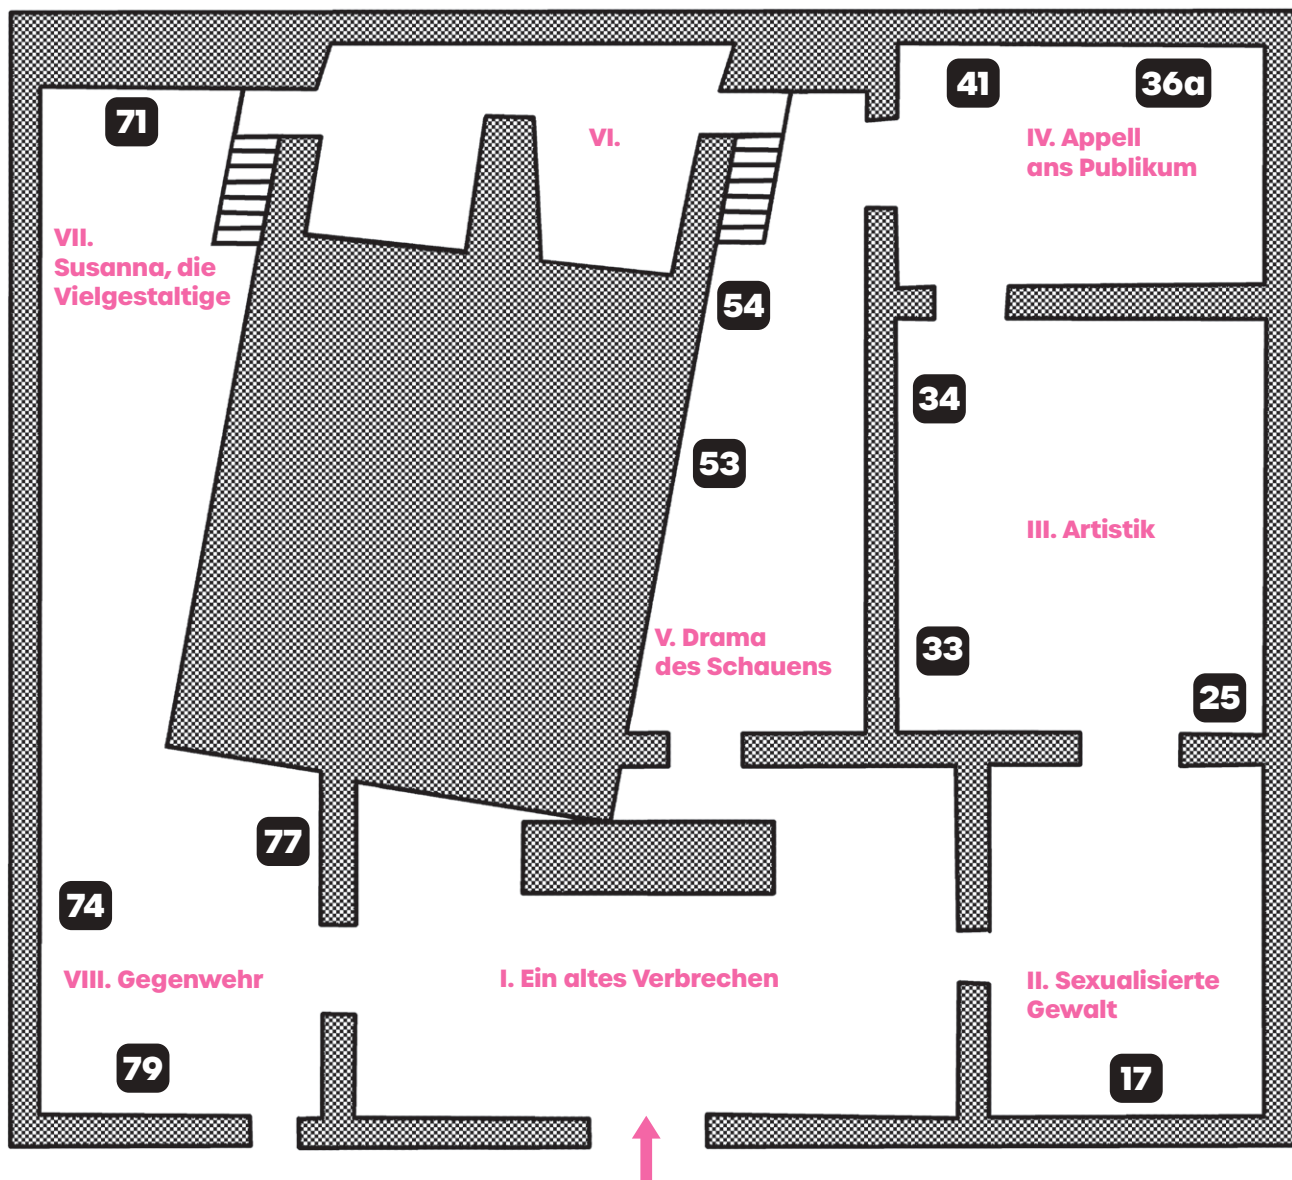 71
41
36a
VI.
IV. Appell
ans Publikum
VII.
Susanna, die
Vielgestaltige
54
34
53
III. Artistik
V. Drama
des Schauens
33
25
77
74
VIII. Gegenwehr
I. Ein altes Verbrechen
II. Sexualisierte
Gewalt
79
17